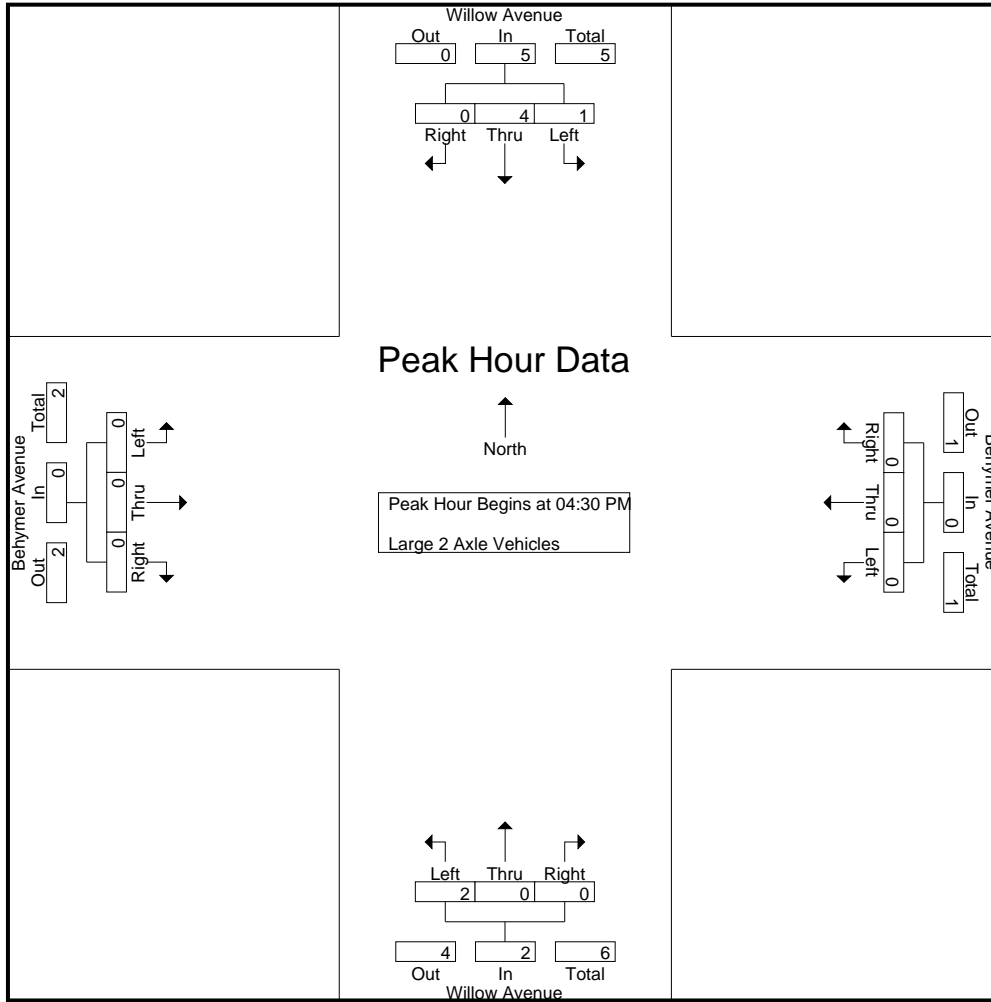 Willow Avenue
Out In Total
0 5 5
0 4 1
Right Thru Left
Peak Hour Data
North
Peak Hour Begins at 04:30 PM
Large 2 Axle Vehicles
Behymer Avenue
Out In Total
2 0 2
Left Thru Right
0 0 0
Behymer Avenue
Out In Total
1 0 1
Right Thru Left
0 0 0
Left Thru Right
2 0 0
4 2 6
Out In Total
Willow Avenue